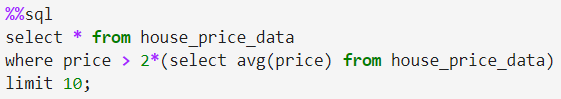 %%sql
select * from house_price_data
where price > 2*(select avg(price) from house_price_data)
limit 10;